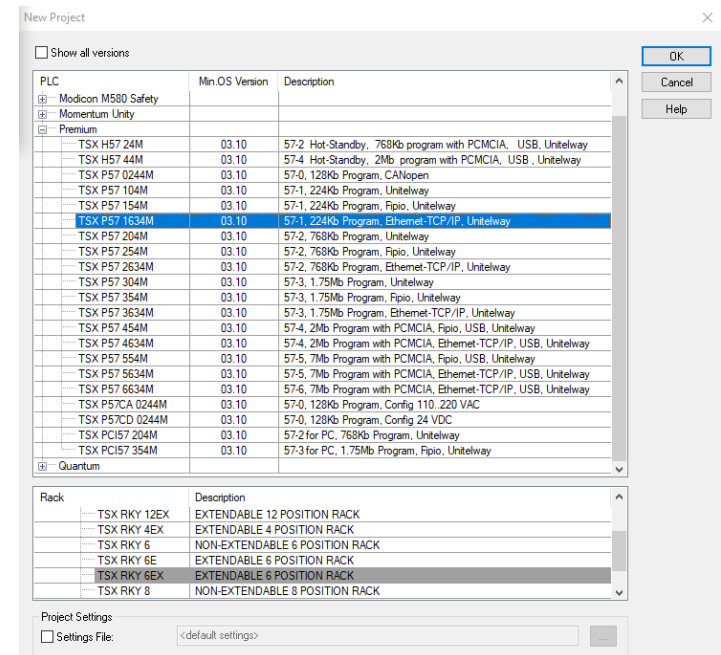 New Project
Show all versions
OK
Cancel
Help
PLC Min.OS Version Description
Modicon M580 Safety
Momentum Unity
Premium
TSX H57 24M 03.10 57-2 Hot-Standby, 768Kb program with PCMCIA, USB, Unitelway
TSX H57 44M 03.10 57-4 Hot-Standby, 2Mb program with PCMCIA, USB , Unitelway
TSX P57 0244M 03.10 57-0, 128Kb Program, CANopen
TSX P57 104M 03.10 57-1, 224Kb Program, Unitelway
TSX P57 154M 03.10 57-1, 224Kb Program, Fipio, Unitelway
TSX P57 1634M 03.10 57-1, 224Kb Program, Ethernet-TCP/IP, Unitelway
TSX P57 204M 03.10 57-2, 768Kb Program, Unitelway
TSX P57 254M 03.10 57-2, 768Kb Program, Fipio, Unitelway
TSX P57 2634M 03.10 57-2, 768Kb Program, Ethernet-TCP/IP, Unitelway
TSX P57 304M 03.10 57-3, 1.75Mb Program, Unitelway
TSX P57 354M 03.10 57-3, 1.75Mb Program, Fipio, Unitelway
TSX P57 3634M 03.10 57-3, 1.75Mb Program, Ethernet-TCP/IP, Unitelway
TSX P57 454M 03.10 57-4, 2Mb Program with PCMCIA, Fipio, USB, Unitelway
TSX P57 4634M 03.10 57-4, 2Mb Program with PCMCIA, Ethernet-TCP/IP, USB, Unitelway
TSX P57 554M 03.10 57-5, 7Mb Program with PCMCIA, Fipio, USB, Unitelway
TSX P57 5634M 03.10 57-5, 7Mb Program with PCMCIA, Ethernet-TCP/IP, USB, Unitelway
TSX P57 6634M 03.10 57-6, 7Mb Program with PCMCIA, Ethernet-TCP/IP, USB, Unitelway
TSX P57CA 0244M 03.10 57-0, 128Kb Program, Config 110..220 VAC
TSX P57CD 0244M 03.10 57-0, 128Kb Program, Config 24 VDC
TSX PCI57 204M 03.10 57-2 for PC, 768Kb Program, Unitelway
TSX PCI57 354M 03.10 57-3 for PC, 1.75Mb Program, Fipio, Unitelway
Quantum
Rack Description
TSX RKY 12EX EXTENDABLE 12 POSITION RACK
TSX RKY 4EX EXTENDABLE 4 POSITION RACK
TSX RKY 6 NON-EXTENDABLE 6 POSITION RACK
TSX RKY 6E EXTENDABLE 6 POSITION RACK
TSX RKY 6EX EXTENDABLE 6 POSITION RACK
TSX RKY 8 NON-EXTENDABLE 8 POSITION RACK
Project Settings
Settings File: <default settings> ...